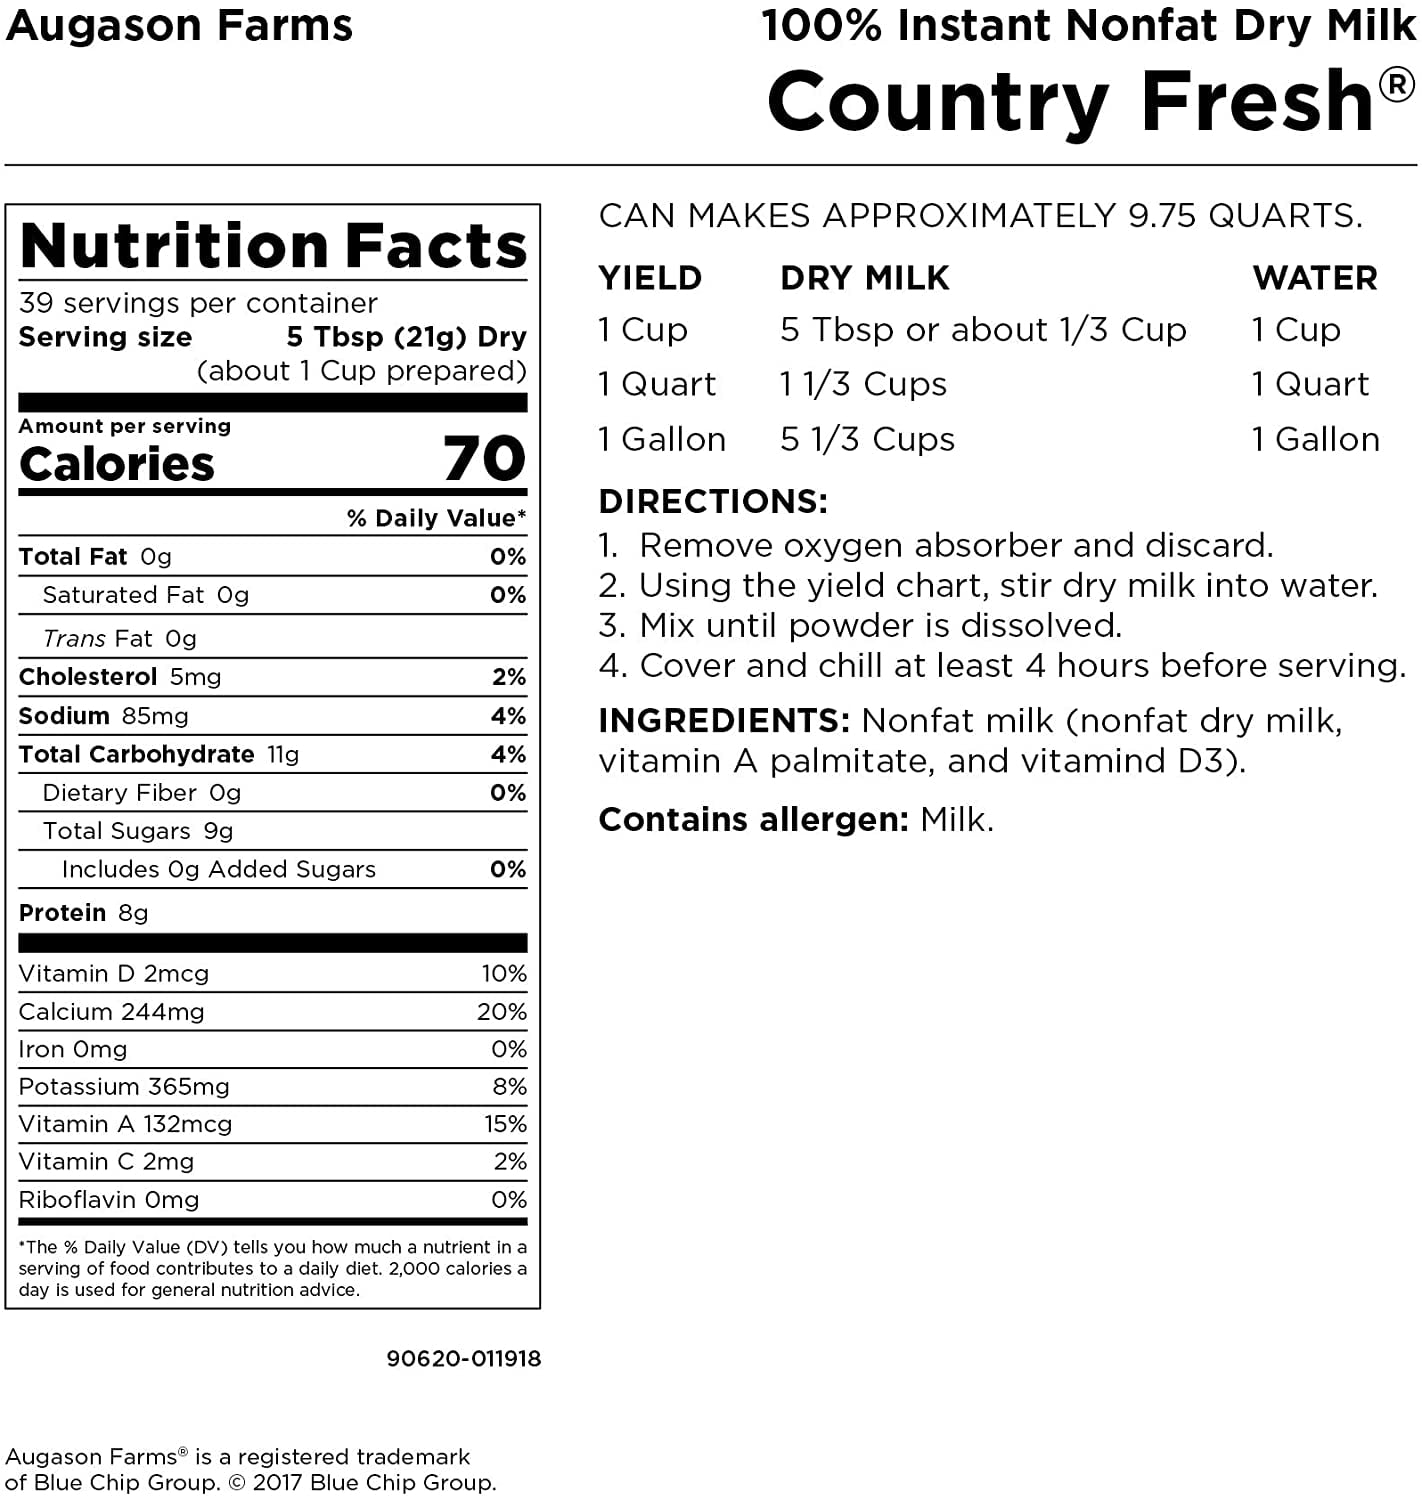 Augason Farms
100% Instant Nonfat Dry Milk
Country Fresh®
Nutrition Facts
39 servings per container
Serving size 5 Tbsp (21g) Dry
(about 1 Cup prepared)
Amount per serving
Calories 70
% Daily Value*
Total Fat 0g 0%
Saturated Fat 0g 0%
Trans Fat 0g
Cholesterol 5mg 2%
Sodium 85mg 4%
Total Carbohydrate 11g 4%
Dietary Fiber 0g 0%
Total Sugars 9g
Includes 0g Added Sugars 0%
Protein 8g
Vitamin D 2mcg 10%
Calcium 244mg 20%
Iron 0mg 0%
Potassium 365mg 8%
Vitamin A 132mcg 15%
Vitamin C 2mg 2%
Riboflavin 0mg 0%
*The % Daily Value (DV) tells you how much a nutrient in a
serving of food contributes to a daily diet. 2,000 calories a
day is used for general nutrition advice.
90620-011918
CAN MAKES APPROXIMATELY 9.75 QUARTS.
YIELD DRY MILK WATER
1 Cup 5 Tbsp or about 1/3 Cup 1 Cup
1 Quart 1 1/3 Cups 1 Quart
1 Gallon 5 1/3 Cups 1 Gallon
DIRECTIONS:
1. Remove oxygen absorber and discard.
2. Using the yield chart, stir dry milk into water.
3. Mix until powder is dissolved.
4. Cover and chill at least 4 hours before serving.
INGREDIENTS: Nonfat milk (nonfat dry milk,
vitamin A palmitate, and vitamind D3).
Contains allergen: Milk.
Augason Farms® is a registered trademark
of Blue Chip Group. © 2017 Blue Chip Group.